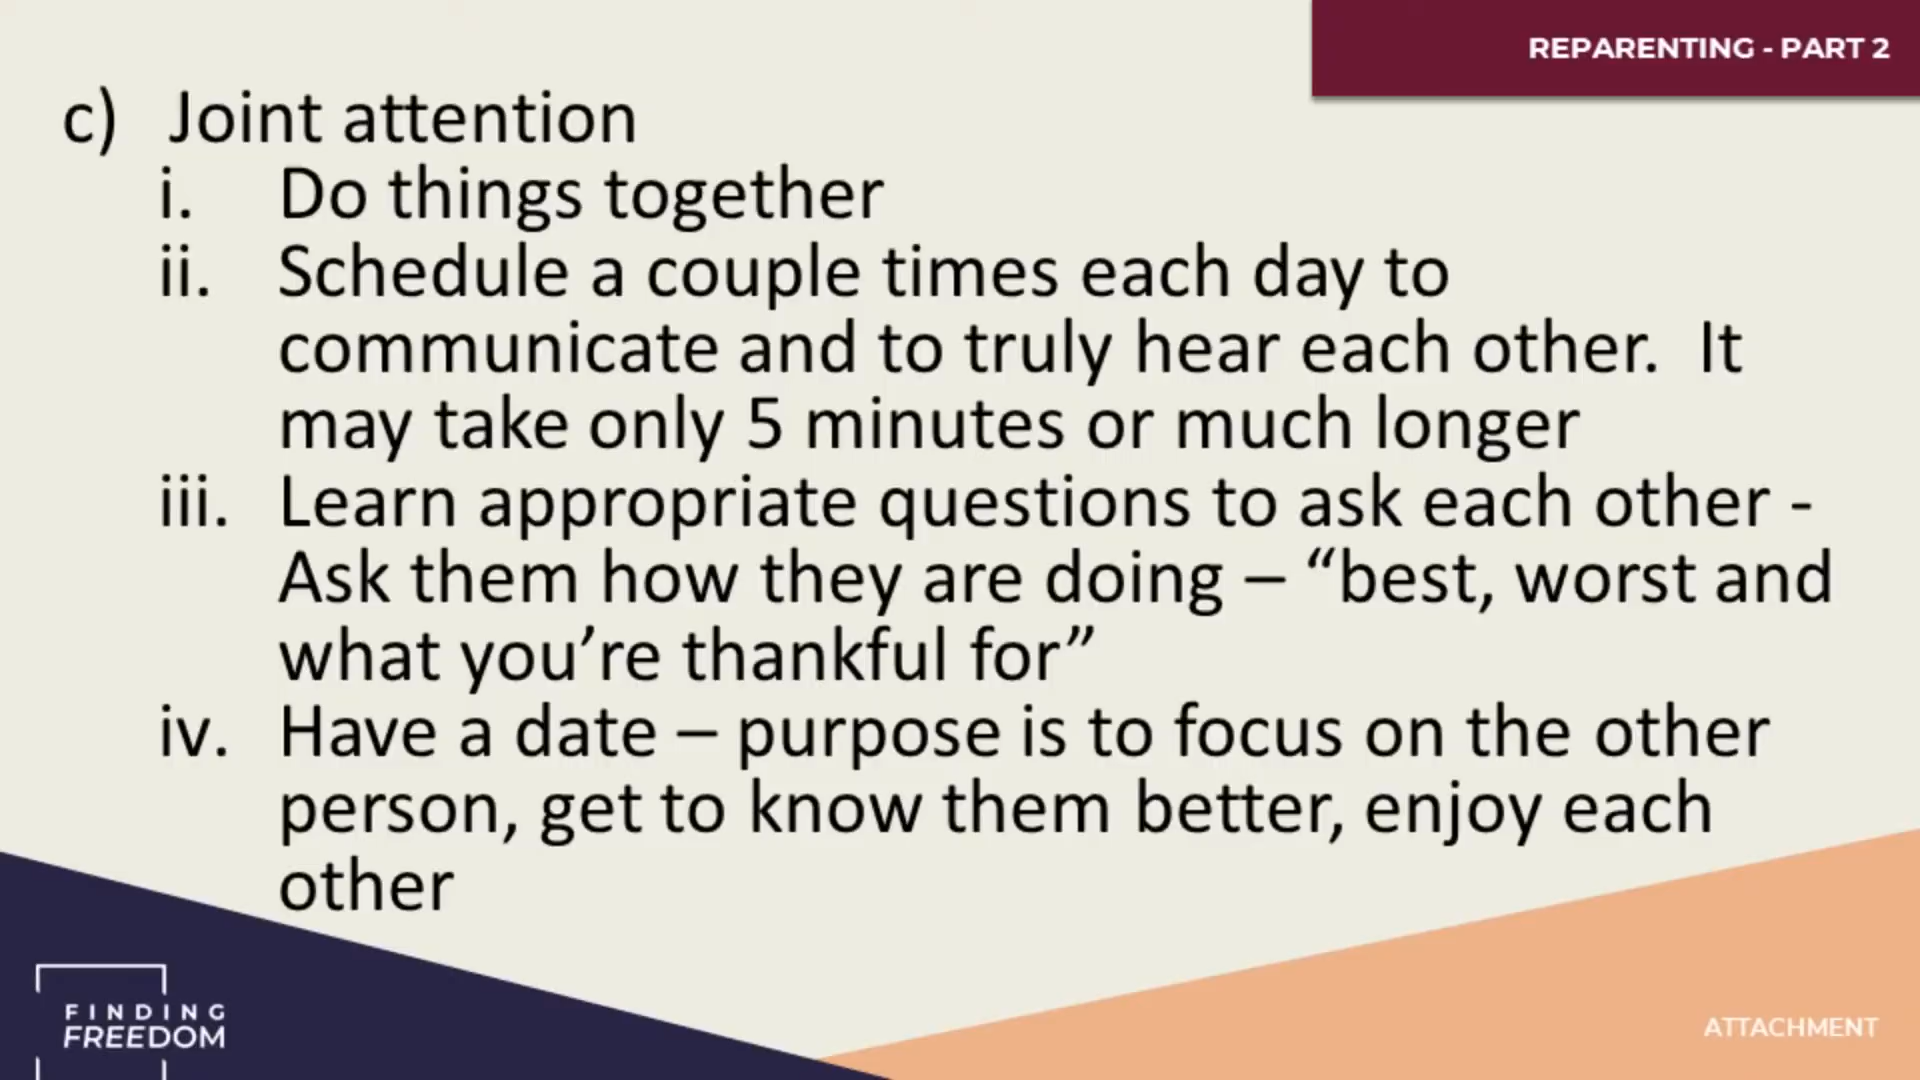 REPARENTING - PART 2
c) Joint attention
i. Do things together
ii. Schedule a couple times each day to
communicate and to truly hear each other.  It
may take only 5 minutes or much longer
iii. Learn appropriate questions to ask each other -
Ask them how they are doing – “best, worst and
what you’re thankful for”
iv. Have a date – purpose is to focus on the other
person, get to know them better, enjoy each
other
FINDING
FREEDOM
ATTACHMENT